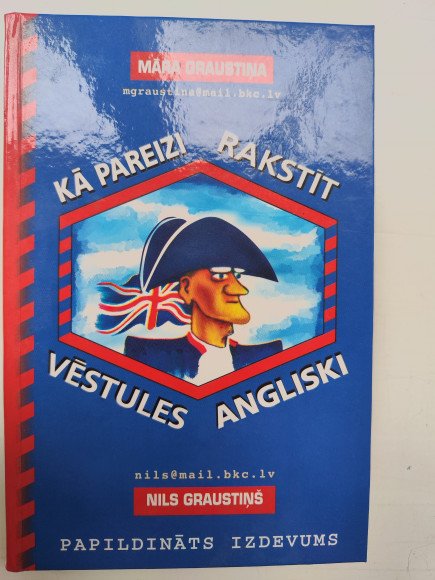 MĀRA GRAUSTIŅA
mgraustina@mail.bkc.lv
KĀ PAREIZI RAKSTĪT
VĒSTULES ANGLISKI
nils@mail.bkc.lv
NILS GRAUSTIŅŠ
PAPILDINĀTS IZDEVUMS